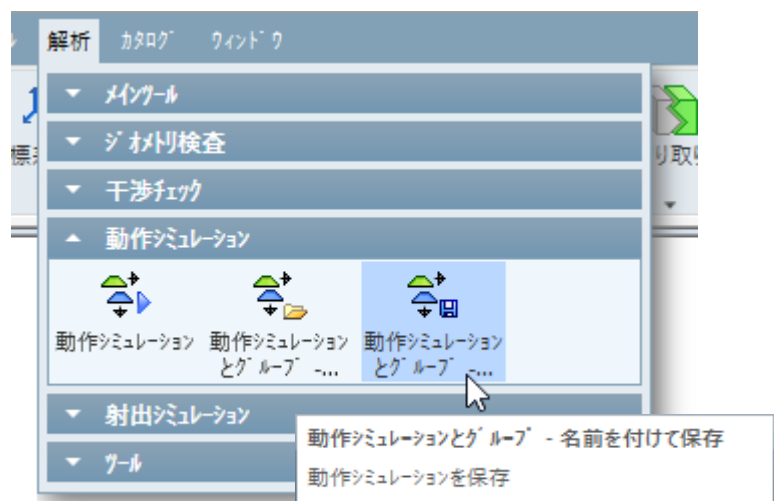 ル 解析 ｶﾀﾛｸﾞ ｳｨﾝﾄﾞｳ
ﾒｲﾝﾂｰﾙ
標
り取り
ｼﾞｵﾒﾄﾘ検査
干渉ﾁｪｯｸ
動作ｼﾐｭﾚｰｼｮﾝ
動作ｼﾐｭﾚｰｼｮﾝ 動作ｼﾐｭﾚｰｼｮﾝ 動作ｼﾐｭﾚｰｼｮﾝ
とｸﾞﾙｰﾌﾟ -... とｸﾞﾙｰﾌﾟ -...
射出ｼﾐｭﾚｰｼｮﾝ
動作ｼﾐｭﾚｰｼｮﾝとｸﾞﾙｰﾌﾟ - 名前を付けて保存
ﾂｰﾙ
動作ｼﾐｭﾚｰｼｮﾝを保存